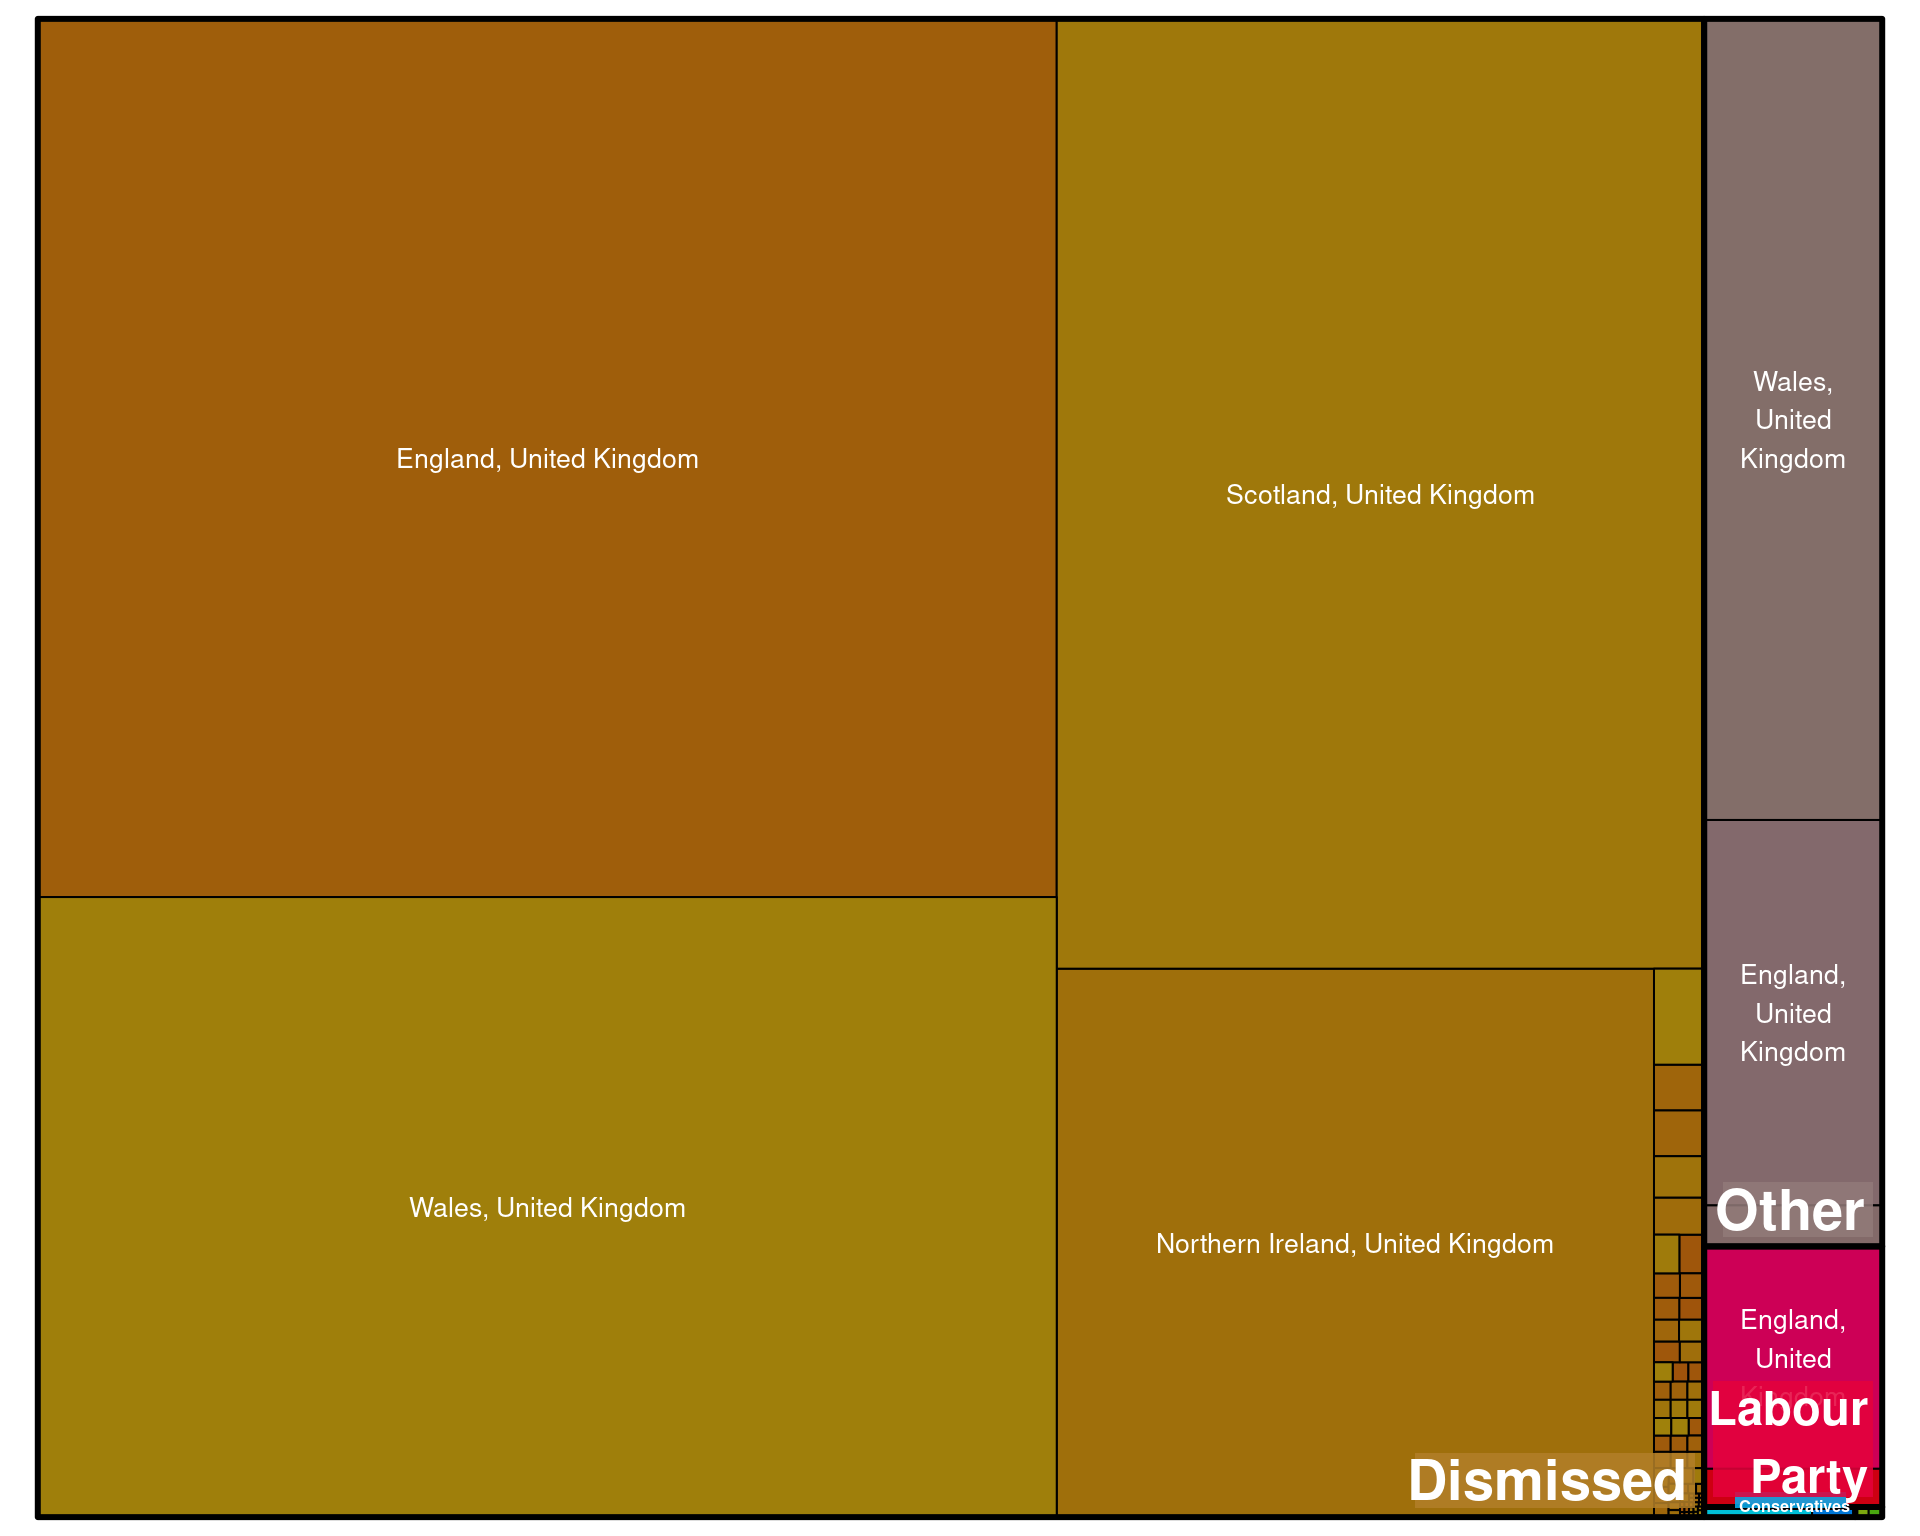 England, United Kingdom
Scotland, United Kingdom
Wales,
United
Kingdom
England,
United
Kingdom
Other
Wales, United Kingdom
Northern Ireland, United Kingdom
England,
United
Kingdom
Labour
Party
Dismissed
Conservatives